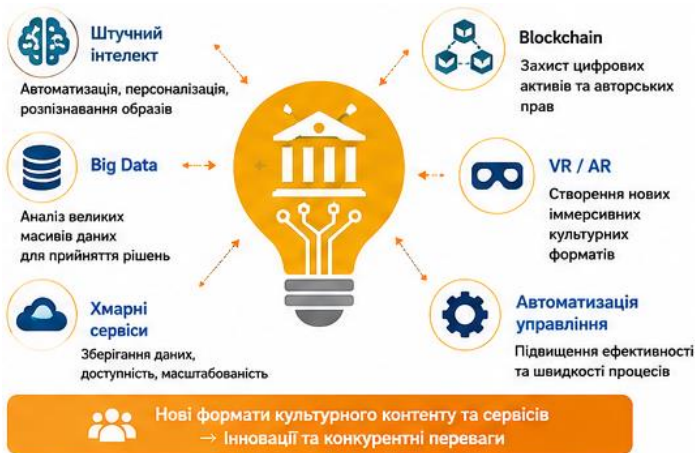 Штучний
інтелект
Автоматизація, персоналізація,
розпізнавання образів
Big Data
Аналіз великих
масивів даних
для прийняття рішень
Хмарні
сервіси
Зберігання даних,
доступність, масштабованість
Blockchain
Захист цифрових
активів та авторських
прав
VR / AR
Створення нових
іммерсивних
культурних
форматів
Автоматизація
управління
Підвищення ефективності
та швидкості процесів
Нові формати культурного контенту та сервісів
→ Інновації та конкурентні переваги